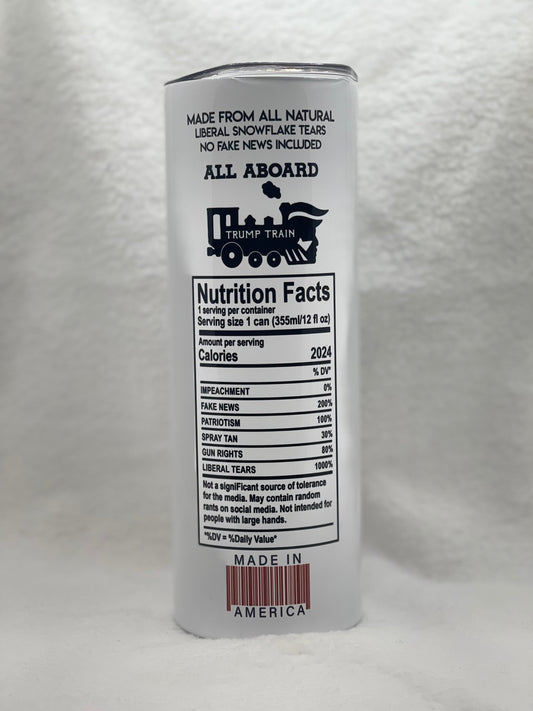 MADE FROM ALL NATURAL
LIBERAL SNOWFLAKE TEARS
NO FAKE NEWS INCLUDED
ALL ABOARD
TRUMP TRAIN
Nutrition Facts
1 serving per container
Serving size 1 can (355ml/12 fl oz)
Amount per serving
Calories 2024
% DV*
IMPEACHMENT 0%
FAKE NEWS 200%
PATRIOTISM 100%
SPRAY TAN 30%
GUN RIGHTS 80%
LIBERAL TEARS 1000%
Not a signiFicant source of tolerance
for the media. May contain random
rants on social media. Not intended for
people with large hands.
*%DV = %Daily Value*
MADE IN
AMERICA